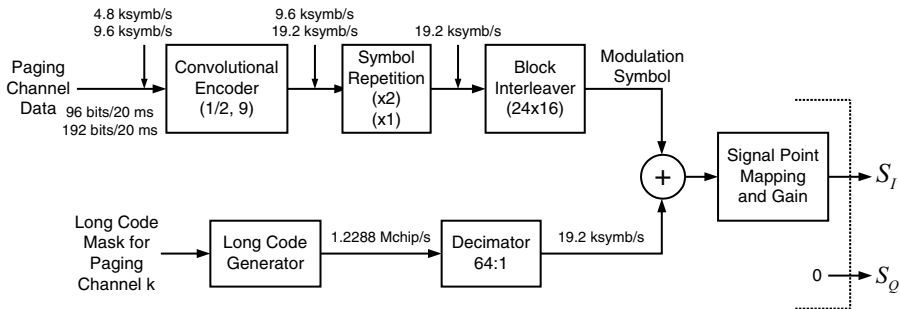 4.8 ksymb/s
9.6 ksymb/s
9.6 ksymb/s
19.2 ksymb/s
19.2 ksymb/s
Paging
Channel
Data
96 bits/20 ms
192 bits/20 ms
Convolutional
Encoder
(1/2, 9)
Symbol
Repetition
(x2)
(x1)
Block
Interleaver
(24x16)
Modulation
Symbol
+
Signal Point
Mapping
and Gain
S_I
Long Code
Mask for
Paging
Channel k
Long Code
Generator
1.2288 Mchip/s
Decimator
64:1
19.2 ksymb/s
0
S_Q